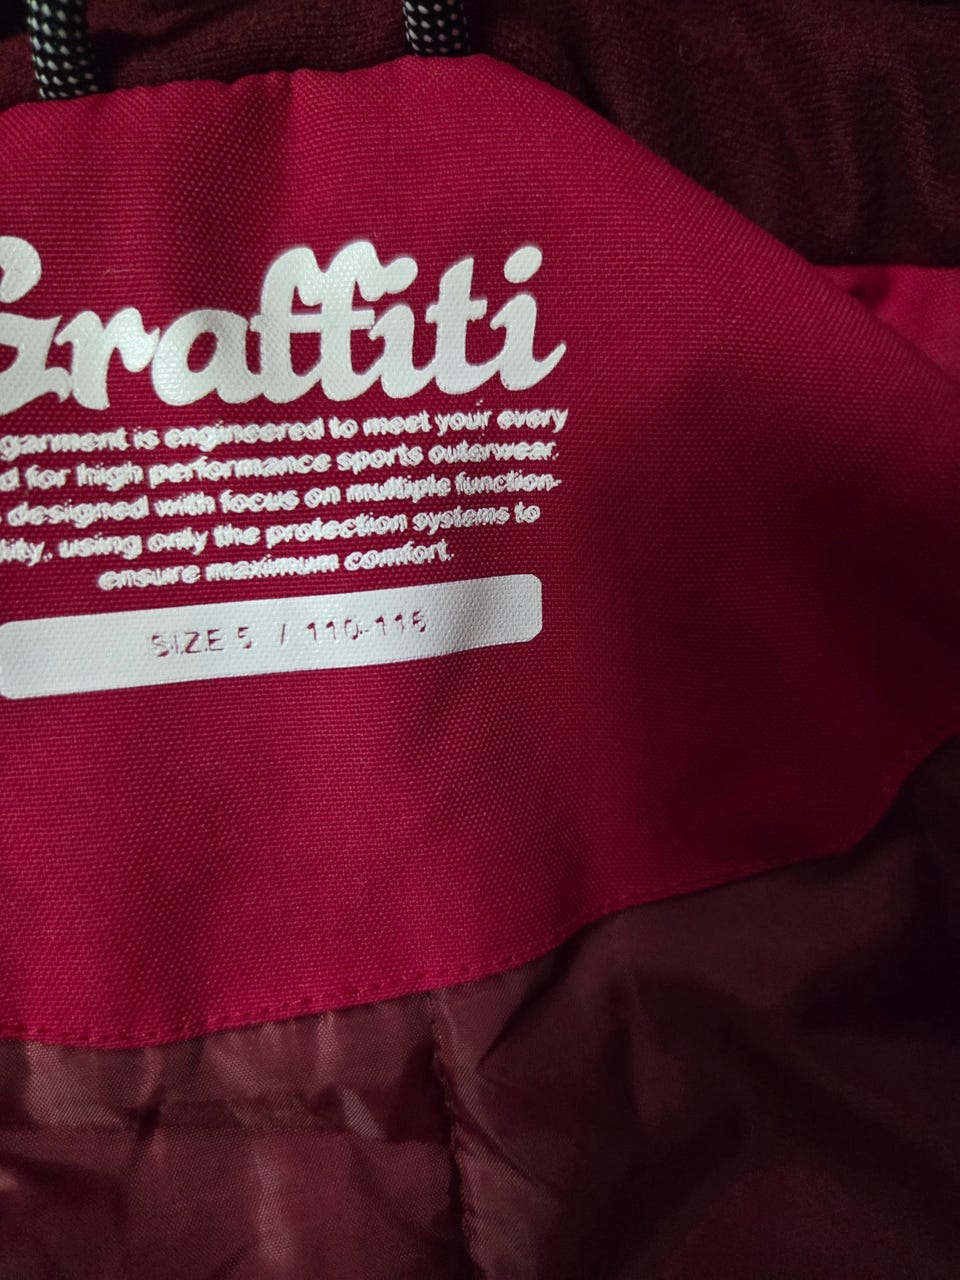 Graffiti
garment is engineered to meet your every
d for high performance sports outerwear.
designed with focus on multiple function-
lity, using only the protection systems to
ensure maximum comfort.
SIZE 5 / 110-116